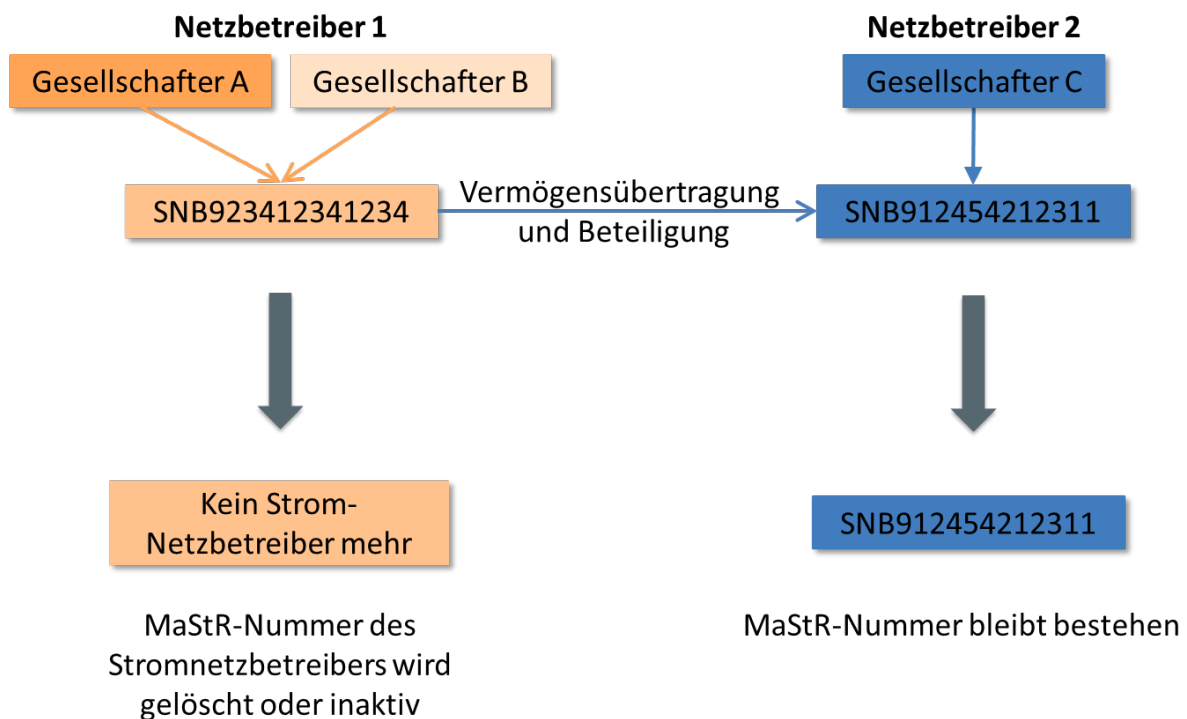 Netzbetreiber 1
Netzbetreiber 2
Gesellschafter A
Gesellschafter B
Gesellschafter C
SNB923412341234
Vermögensübertragung
und Beteiligung
SNB912454212311
Kein Strom-
Netzbetreiber mehr
SNB912454212311
MaStR-Nummer des
Stromnetzbetreibers wird
gelöscht oder inaktiv
MaStR-Nummer bleibt bestehen